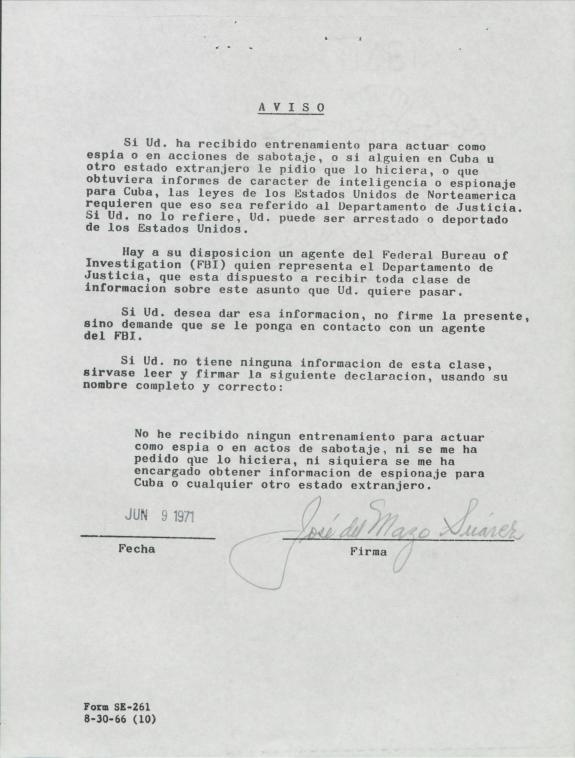 A V I S O
Si Ud. ha recibido entrenamiento para actuar como
espia o en acciones de sabotaje, o si alguien en Cuba u
otro estado extranjero le pidio que lo hiciera, o que
obtuviera informes de caracter de inteligencia o espionaje
para Cuba, las leyes de los Estados Unidos de Norteamerica
requieren que eso sea referido al Departamento de Justicia.
Si Ud. no lo refiere, Ud. puede ser arrestado o deportado
de los Estados Unidos.
Hay a su disposicion un agente del Federal Bureau of
Investigation (FBI) quien representa el Departamento de
Justicia, que esta dispuesto a recibir toda clase de
informacion sobre este asunto que Ud. quiere pasar.
Si Ud. desea dar esa informacion, no firme la presente,
sino demande que se le ponga en contacto con un agente
del FBI.
Si Ud. no tiene ninguna informacion de esta clase,
sirvase leer y firmar la siguiente declaracion, usando su
nombre completo y correcto:
No he recibido ningun entrenamiento para actuar
como espia o en actos de sabotaje, ni se me ha
pedido que lo hiciera, ni siquiera se me ha
encargado obtener informacion de espionaje para
Cuba o cualquier otro estado extranjero.
JUN 9 1971 José del Mazo Suárez
Fecha Firma
Form SE-261
8-30-66 (10)